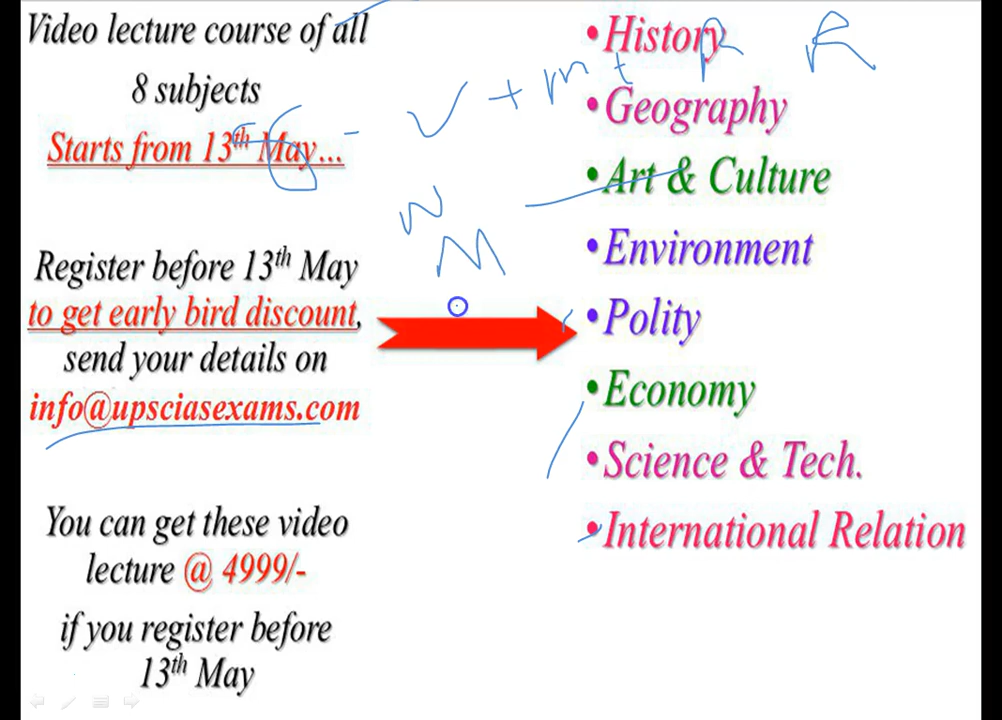 Video lecture course of all
8 subjects
Starts from 13th May...
Register before 13th May
to get early bird discount,
send your details on
info@upsciasexams.com
You can get these video
lecture @ 4999/-
if you register before
13th May
•History
•Geography
•Art & Culture
•Environment
•Polity
•Economy
•Science & Tech.
•International Relation
V + m + R R
N
M